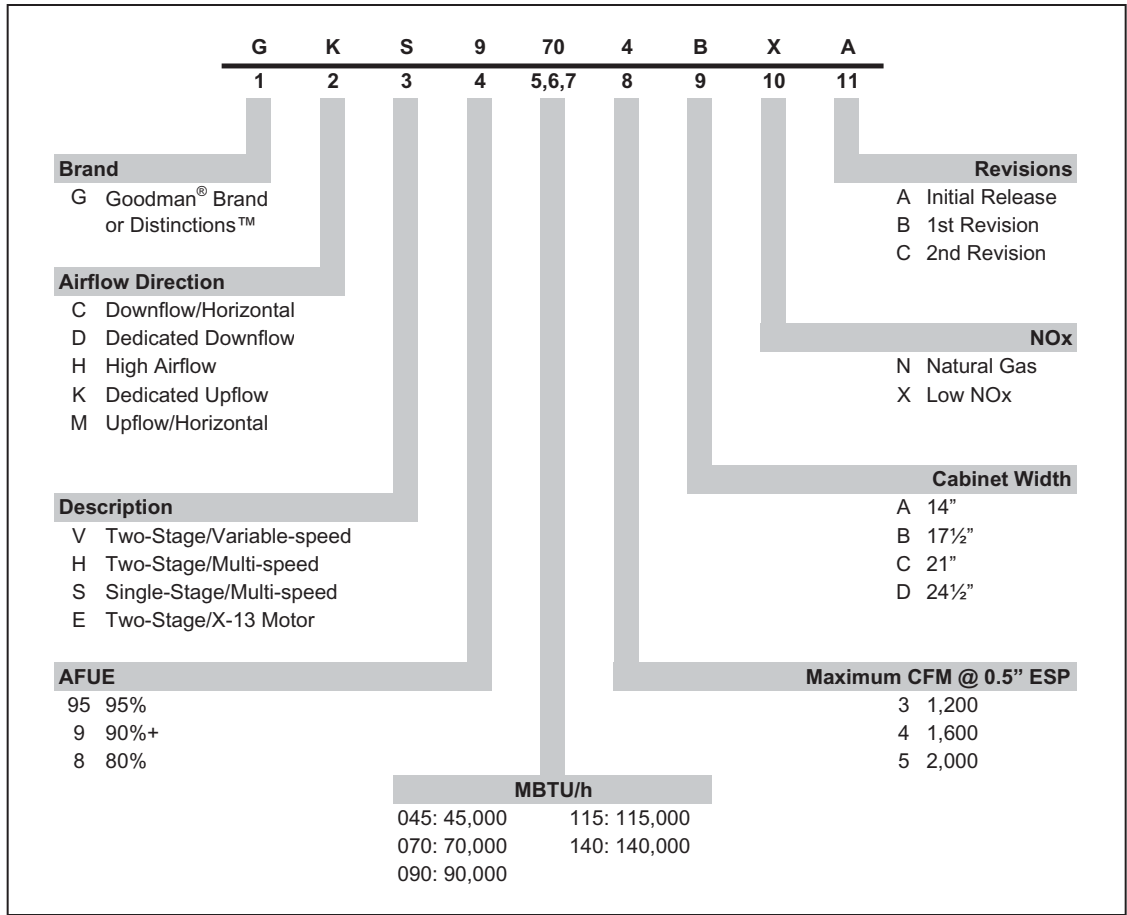 G K S 9 70 4 B X A
1 2 3 4 5,6,7 8 9 10 11
Brand
G Goodman® Brand
or Distinctions™
Airflow Direction
C Downflow/Horizontal
D Dedicated Downflow
H High Airflow
K Dedicated Upflow
M Upflow/Horizontal
Description
V Two-Stage/Variable-speed
H Two-Stage/Multi-speed
S Single-Stage/Multi-speed
E Two-Stage/X-13 Motor
AFUE
95 95%
9 90%+
8 80%
MBTU/h
045: 45,000 115: 115,000
070: 70,000 140: 140,000
090: 90,000
Revisions
A Initial Release
B 1st Revision
C 2nd Revision
NOx
N Natural Gas
X Low NOx
Cabinet Width
A 14”
B 17½”
C 21”
D 24½”
Maximum CFM @ 0.5” ESP
3 1,200
4 1,600
5 2,000